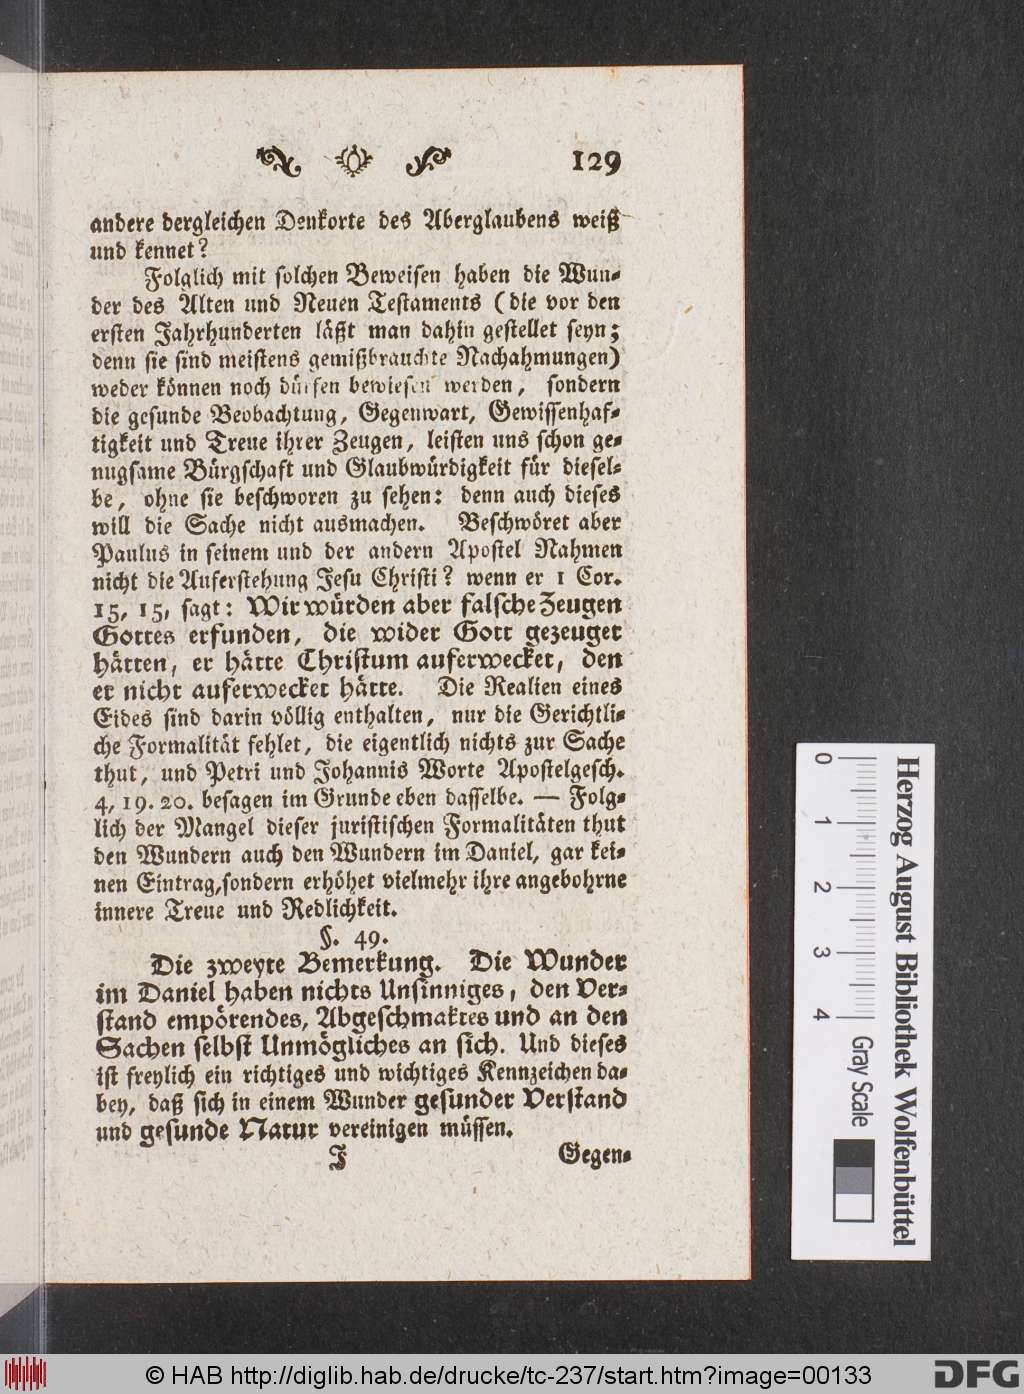 129
andere dergleichen Denkorte des Aberglaubens weiß
und kennet?
Folglich mit solchen Beweisen haben die Wun-
der des Alten und Neuen Testaments (die vor den
ersten Jahrhunderten läßt man dahin gestellet seyn;
denn sie sind meistens gemißbrauchte Nachahmungen)
weder können noch dürfen bewiesen werden, sondern
die gesunde Beobachtung, Gegenwart, Gewissenhaf-
tigkeit und Treue ihrer Zeugen, leisten uns schon ge-
nugsame Bürgschaft und Glaubwürdigkeit für diesel-
be, ohne sie beschworen zu sehen: denn auch dieses
will die Sache nicht ausmachen. Beschwöret aber
Paulus in seinem und der andern Apostel Nahmen
nicht die Auferstehung Jesu Christi? wenn er 1 Cor.
15, 15, sagt: Wir würden aber falsche Zeugen
Gottes erfunden, die wider Gott gezeuget
hätten, er hätte Christum auferwecket, den
er nicht auferwecket hätte. Die Realien eines
Eides sind darin völlig enthalten, nur die Gerichtli-
che Formalität fehlet, die eigentlich nichts zur Sache
thut, und Petri und Johannis Worte Apostelgesch.
4, 19. 20. besagen im Grunde eben dasselbe. — Folg-
lich der Mangel dieser juristischen Formalitäten thut
den Wundern auch den Wundern im Daniel, gar kei-
nen Eintrag, sondern erhöhet vielmehr ihre angebohrne
innere Treue und Redlichkeit.
§. 49.
Die zweyte Bemerkung. Die Wunder
im Daniel haben nichts Unsinniges, den Ver-
stand empörendes, Abgeschmaktes und an den
Sachen selbst Unmögliches an sich. Und dieses
ist freylich ein richtiges und wichtiges Kennzeichen da-
bey, daß sich in einem Wunder gesunder Verstand
und gesunde Natur vereinigen müssen.
J Gegen-
0 1 2 3 4 Gray Scale
Herzog August Bibliothek Wolfenbüttel
© HAB http://diglib.hab.de/drucke/tc-237/start.htm?image=00133
DFG